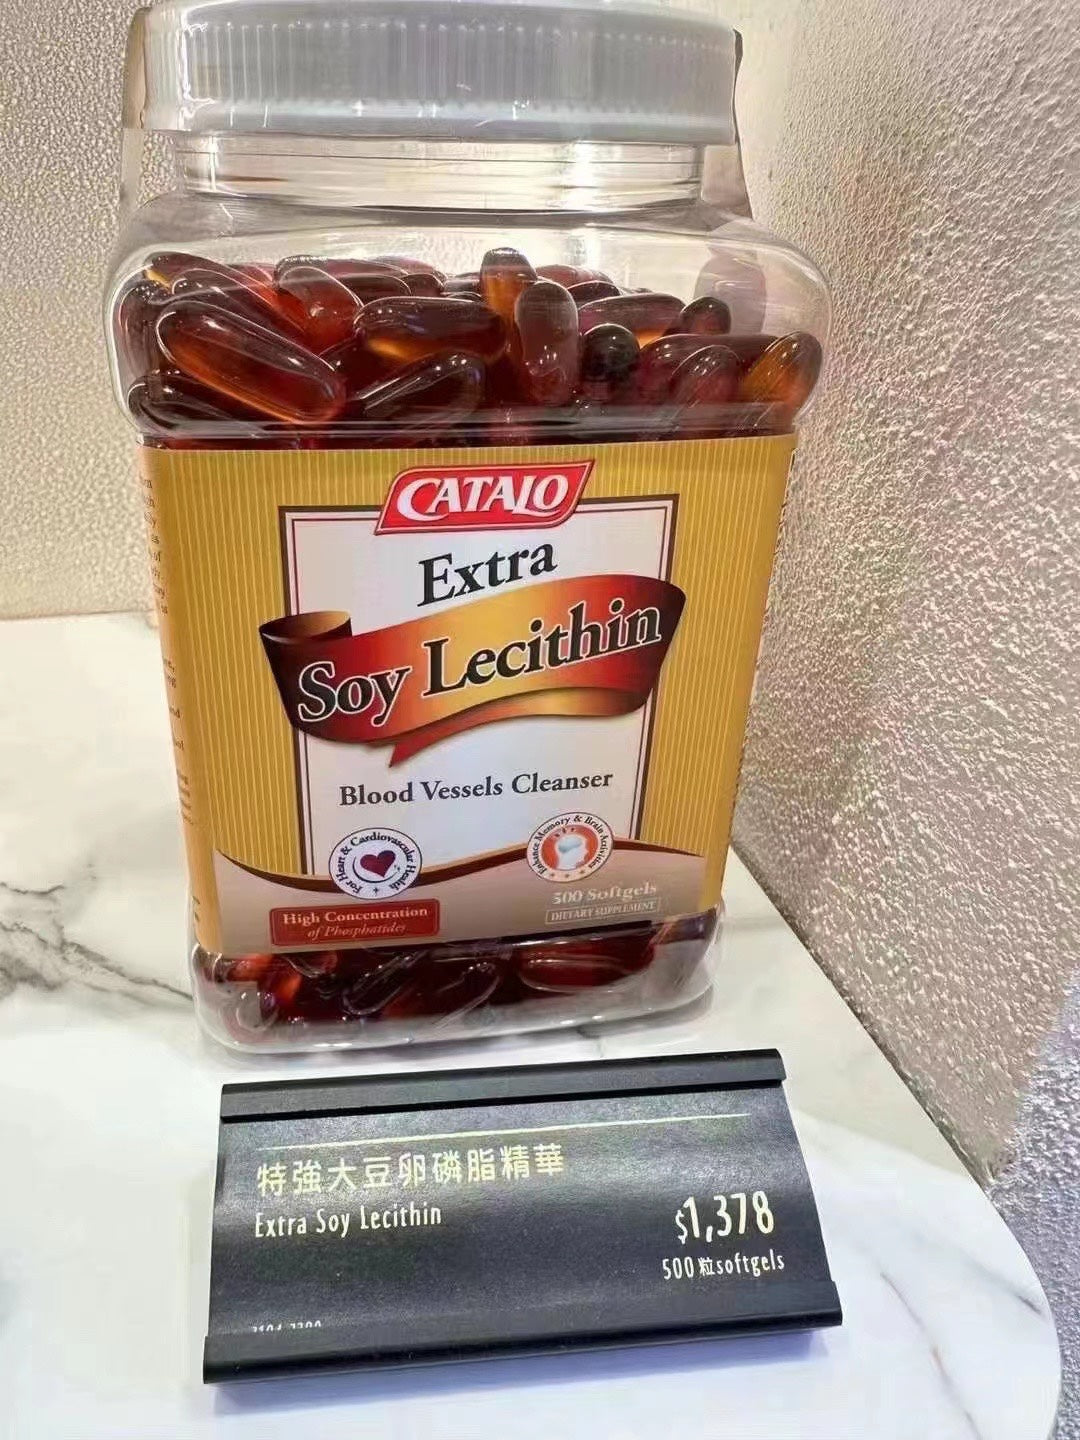 CATALO
Extra
Soy Lecithin
Blood Vessels Cleanser
For Heart & Cardiovascular Health
Enhance Memory & Brain Activities
High Concentration
of Phosphatides
500 Softgels
DIETARY SUPPLEMENT
特強大豆卵磷脂精華
Extra Soy Lecithin
$1,378
500粒softgels